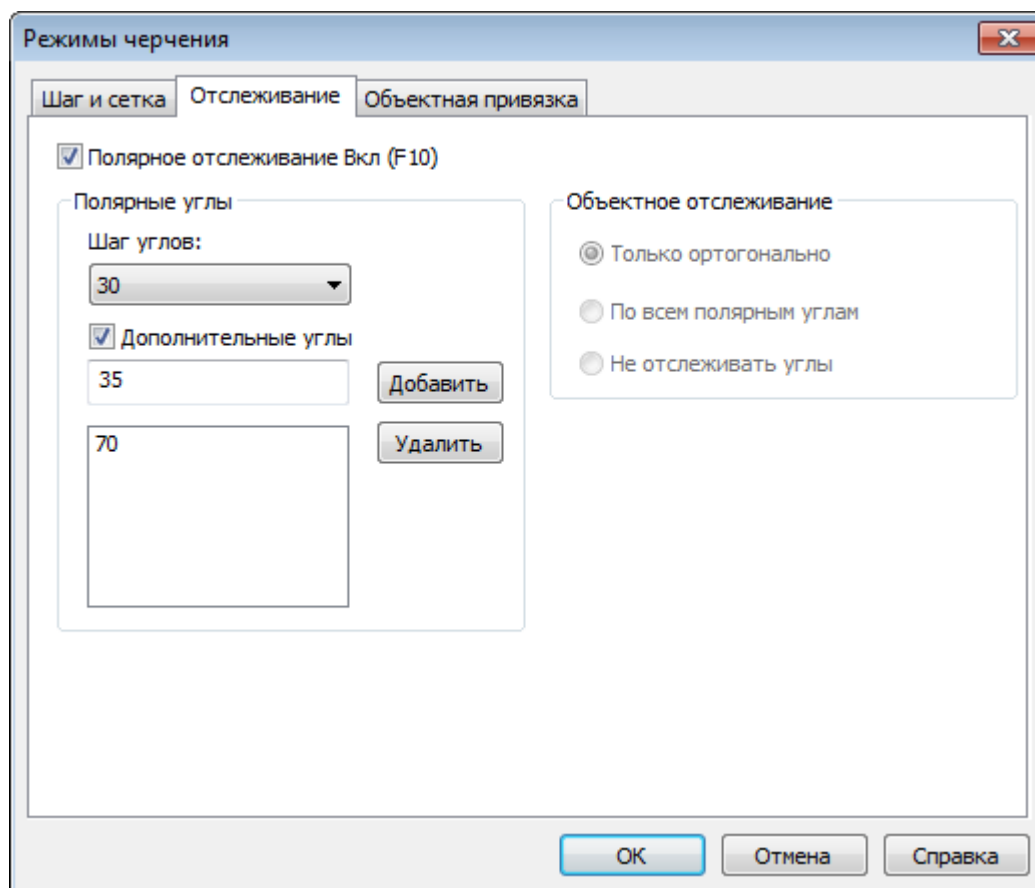 Режимы черчения
Шаг и сетка
Отслеживание
Объектная привязка
Полярное отслеживание Вкл (F10)
Полярные углы
Шаг углов:
30
Дополнительные углы
35
Добавить
70
Удалить
Объектное отслеживание
Только ортогонально
По всем полярным углам
Не отслеживать углы
ОК
Отмена
Справка